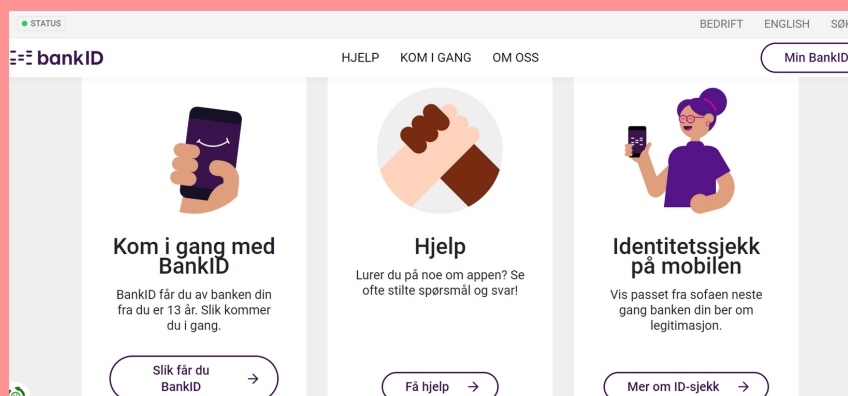 STATUS
BEDRIFT ENGLISH SØK
bankID
HJELP KOM I GANG OM OSS
Min BankID
Kom i gang med
BankID
BankID får du av banken din
fra du er 13 år. Slik kommer
du i gang.
Slik får du
BankID →
Hjelp
Lurer du på noe om appen? Se
ofte stilte spørsmål og svar!
Få hjelp →
Identitetssjekk
på mobilen
Vis passet fra sofaen neste
gang banken din ber om
legitimasjon.
Mer om ID-sjekk →